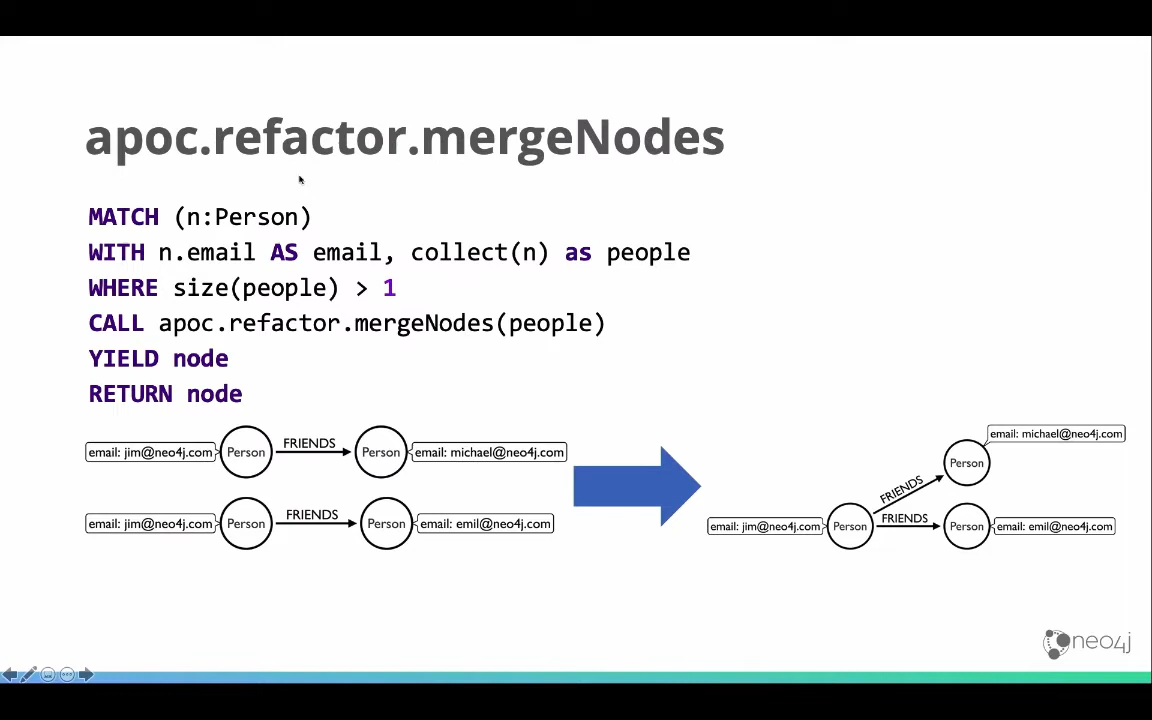 apoc.refactor.mergeNodes
MATCH (n:Person)
WITH n.email AS email, collect(n) as people
WHERE size(people) > 1
CALL apoc.refactor.mergeNodes(people)
YIELD node
RETURN node
email: jim@neo4j.com Person FRIENDS Person email: michael@neo4j.com
email: jim@neo4j.com Person FRIENDS Person email: emil@neo4j.com
email: michael@neo4j.com
Person
FRIENDS
email: jim@neo4j.com Person FRIENDS Person email: emil@neo4j.com
neo4j